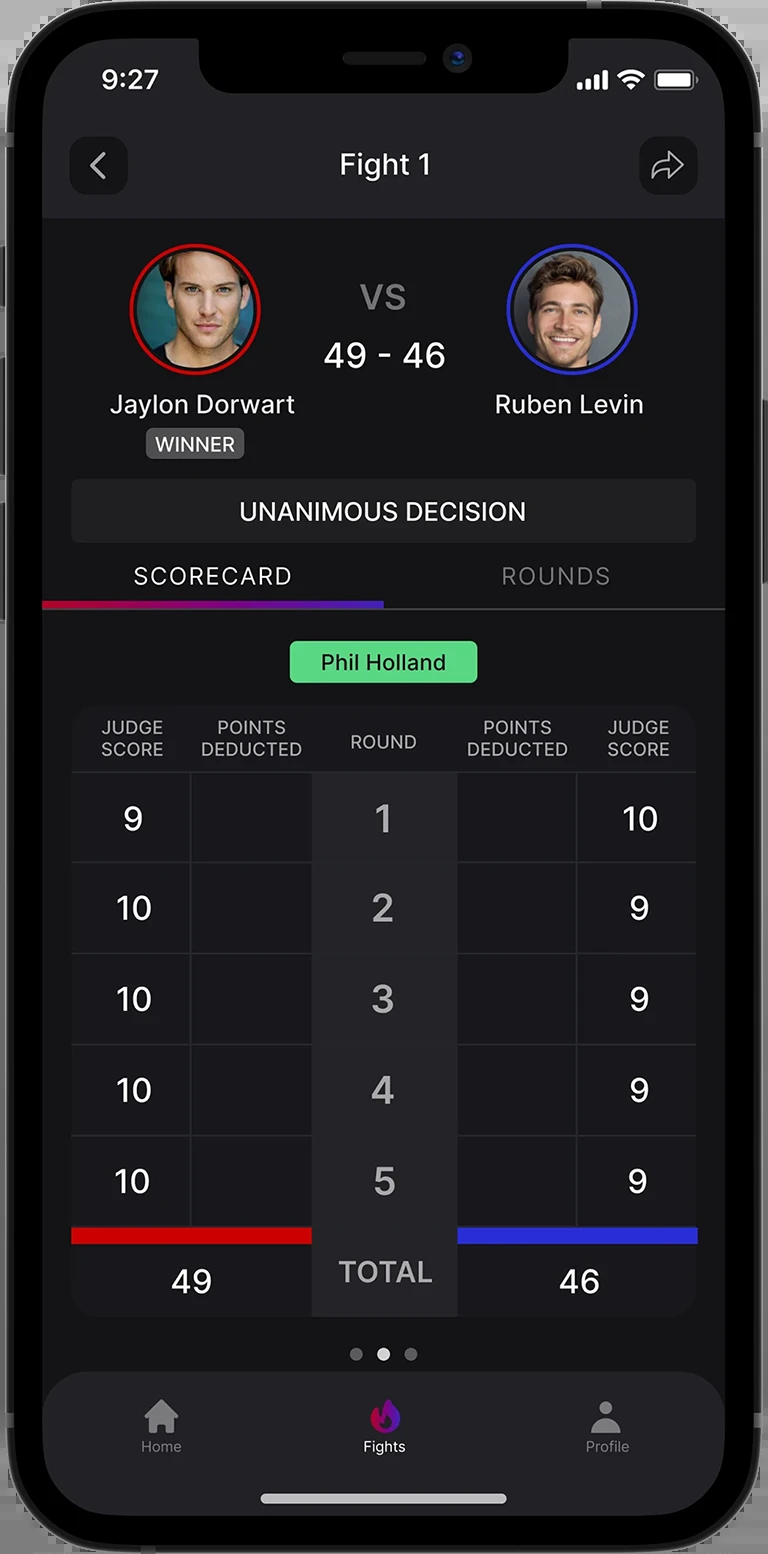 9:27
Fight 1
VS
49 - 46
Jaylon Dorwart
Ruben Levin
WINNER
UNANIMOUS DECISION
SCORECARD
ROUNDS
Phil Holland
JUDGE SCORE
POINTS DEDUCTED
ROUND
POINTS DEDUCTED
JUDGE SCORE
9 1 10
10 2 9
10 3 9
10 4 9
10 5 9
49 TOTAL 46
Home
Fights
Profile